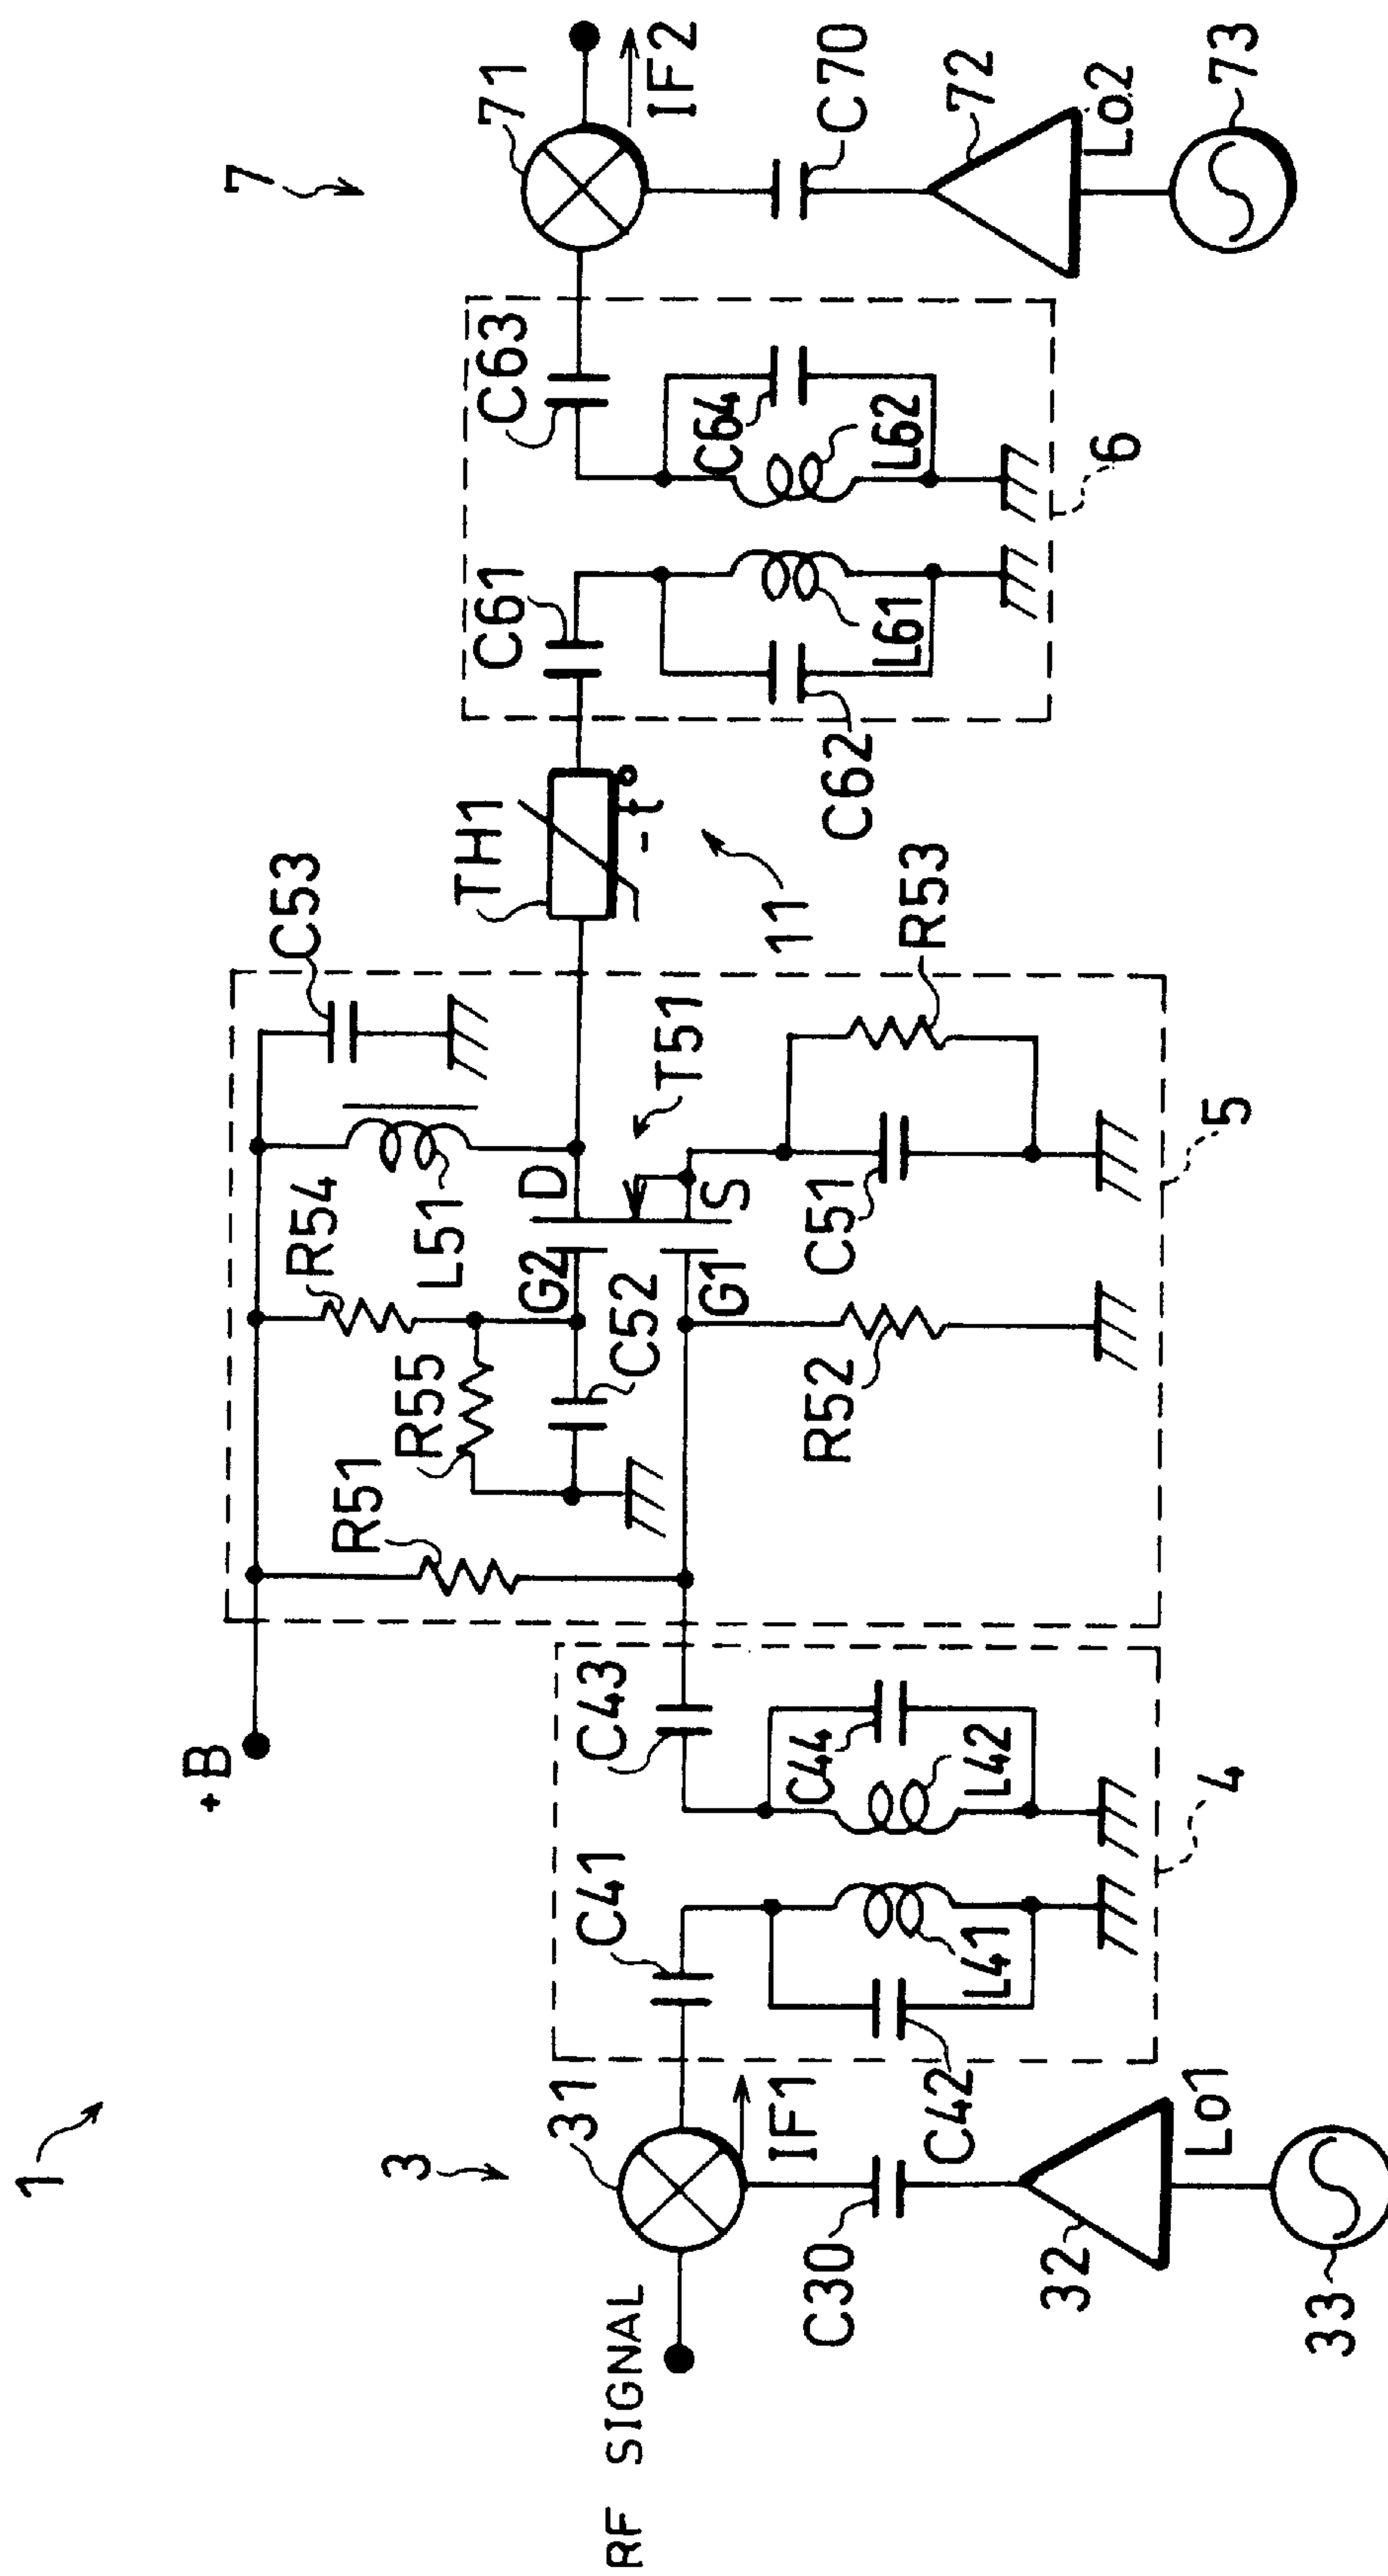 1
3
31
RF SIGNAL
IF1
C30
32
Lo1
33
C41
C43
C42
L41
C44
L42
4
+B
R51
R55
R54
L51
C53
G2
D
C52
G1
S
T51
R52
C51
R53
5
TH1
-t°
11
C61
C63
C62
L61
C64
L62
6
7
71
IF2
C70
72
Lo2
73